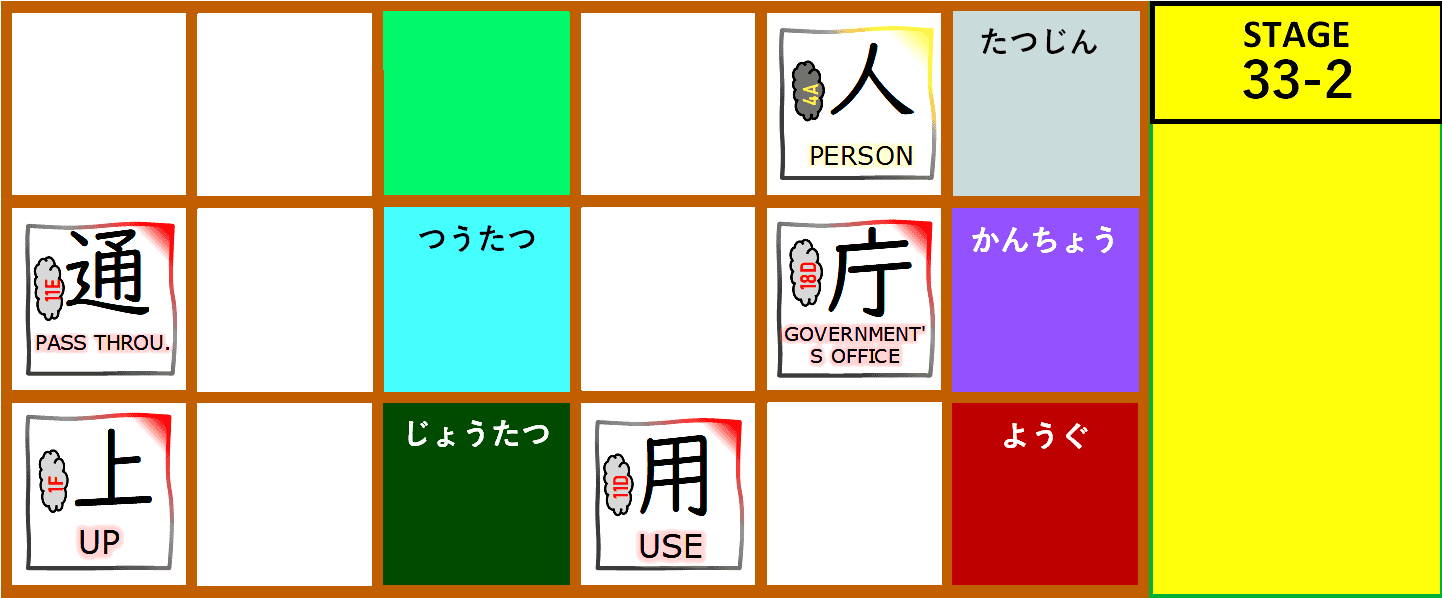 人
4A
PERSON
たつじん
STAGE
33-2
通
11E
PASS THROU.
つうたつ
庁
18D
GOVERNMENT'
S OFFICE
かんちょう
上
1F
UP
じょうたつ
用
11D
USE
ようぐ